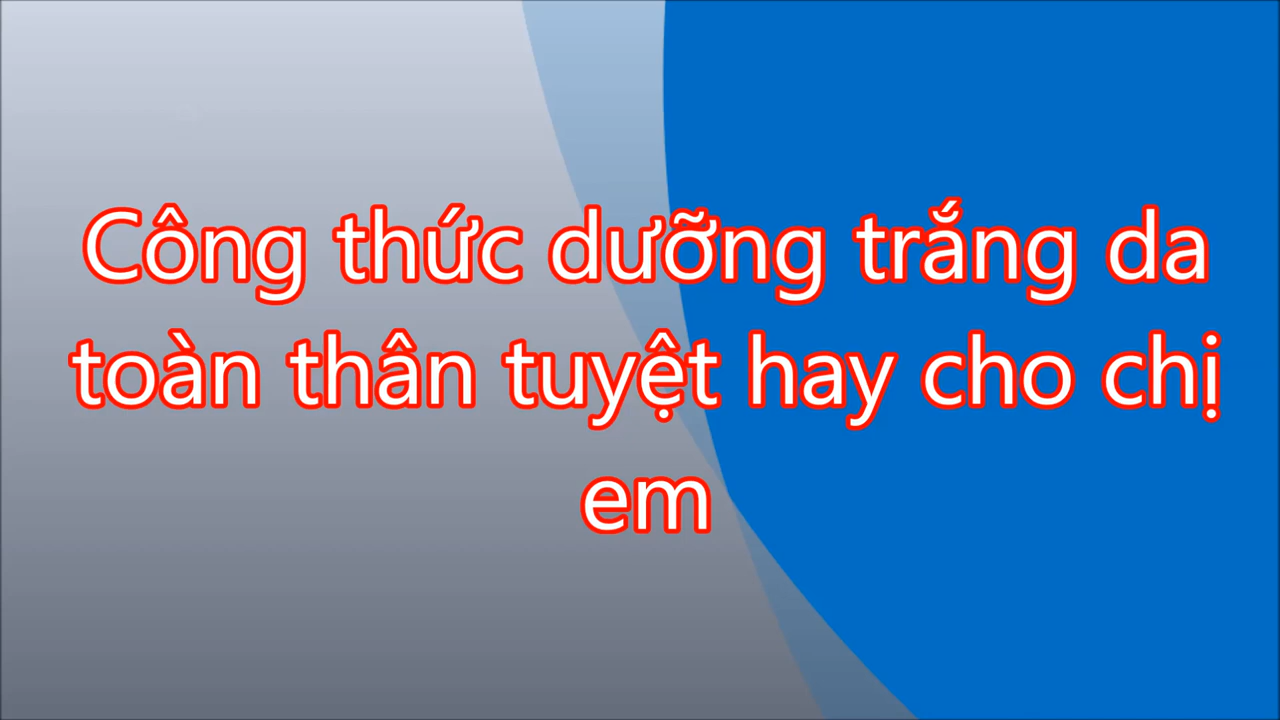 Công thức dưỡng trắng da
toàn thân tuyệt hay cho chị
em